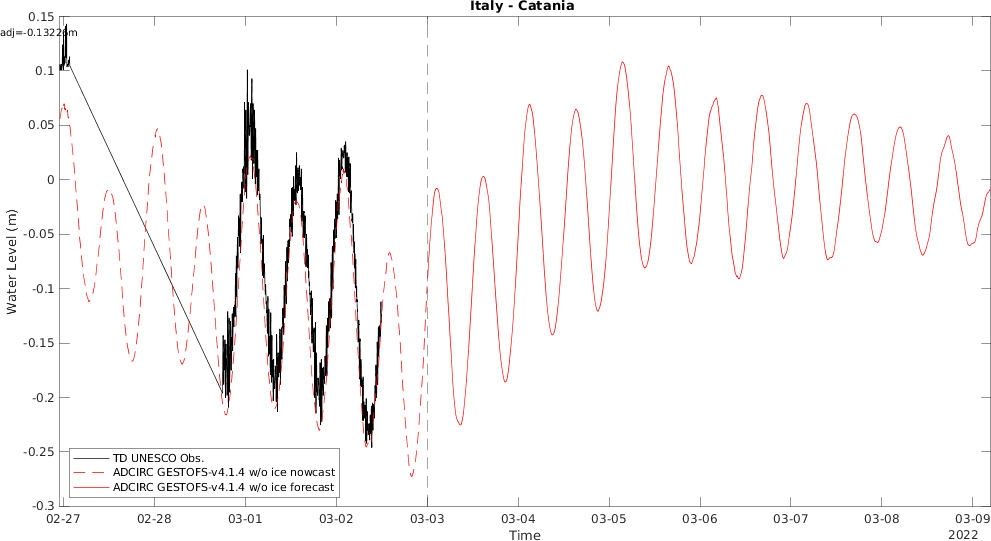 Italy - Catania
adj=-0.13226m
0.15
0.1
0.05
0
-0.05
-0.1
-0.15
-0.2
-0.25
-0.3
Water Level (m)
TD UNESCO Obs.
ADCIRC GESTOFS-v4.1.4 w/o ice nowcast
ADCIRC GESTOFS-v4.1.4 w/o ice forecast
02-27 02-28 03-01 03-02 03-03 03-04 03-05 03-06 03-07 03-08 03-09
Time
2022